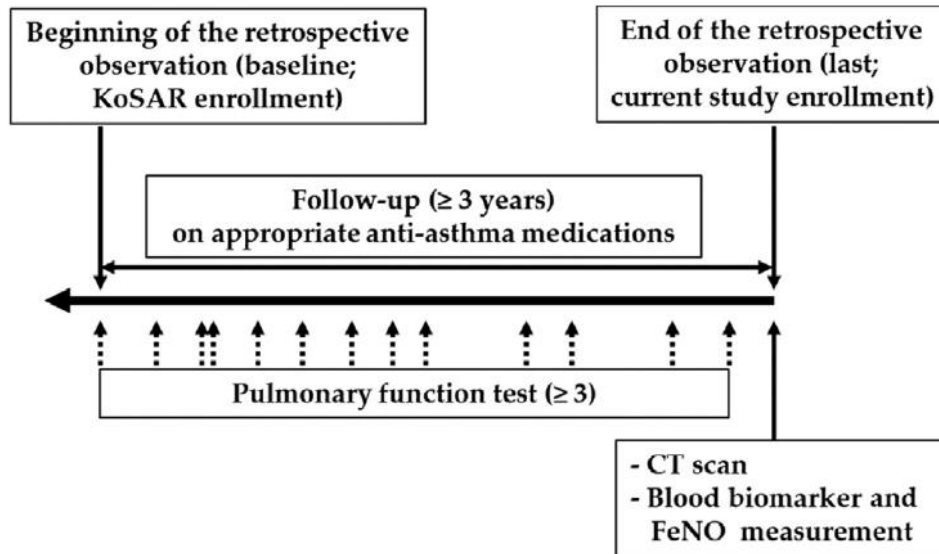 Beginning of the retrospective
observation (baseline;
KoSAR enrollment)
End of the retrospective
observation (last;
current study enrollment)
Follow-up (≥ 3 years)
on appropriate anti-asthma medications
Pulmonary function test (≥ 3)
- CT scan
- Blood biomarker and
FeNO measurement